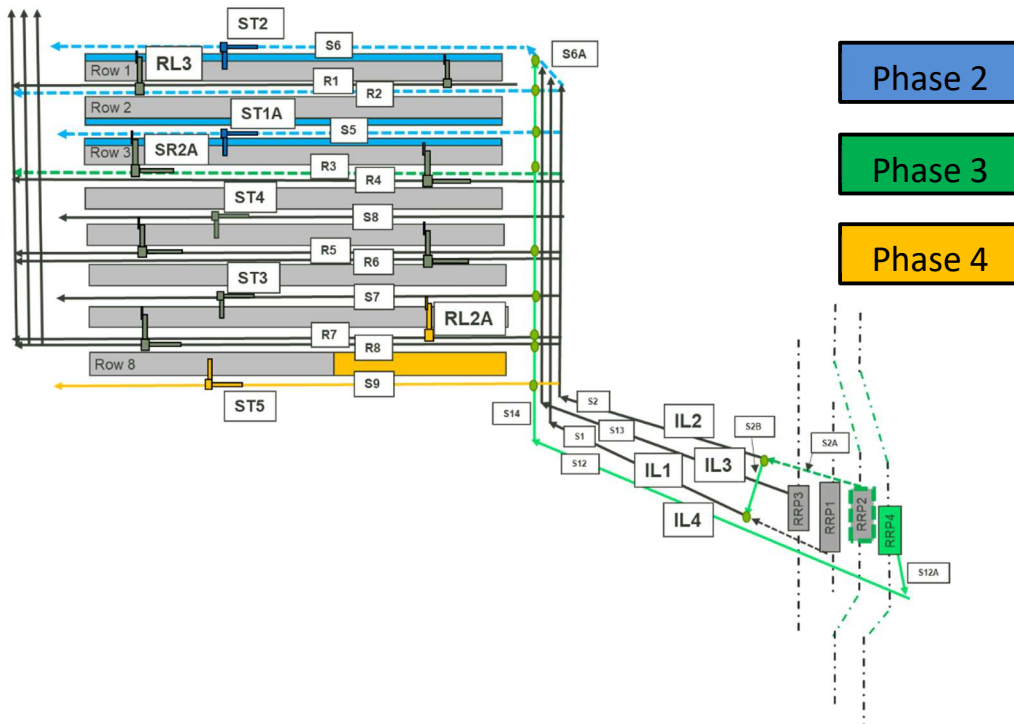 ST2
S6
S6A
Row 1
RL3
R1
R2
Row 2
ST1A
S5
Row 3
SR2A
R3
R4
ST4
S8
R5
R6
ST3
S7
RL2A
R7
R8
Row 8
S9
ST5
S14
S2
S13
S1
S12
IL2
S2B
S2A
IL3
IL1
IL4
RRP3
RRP1
RRP2
RRP4
S12A
Phase 2
Phase 3
Phase 4